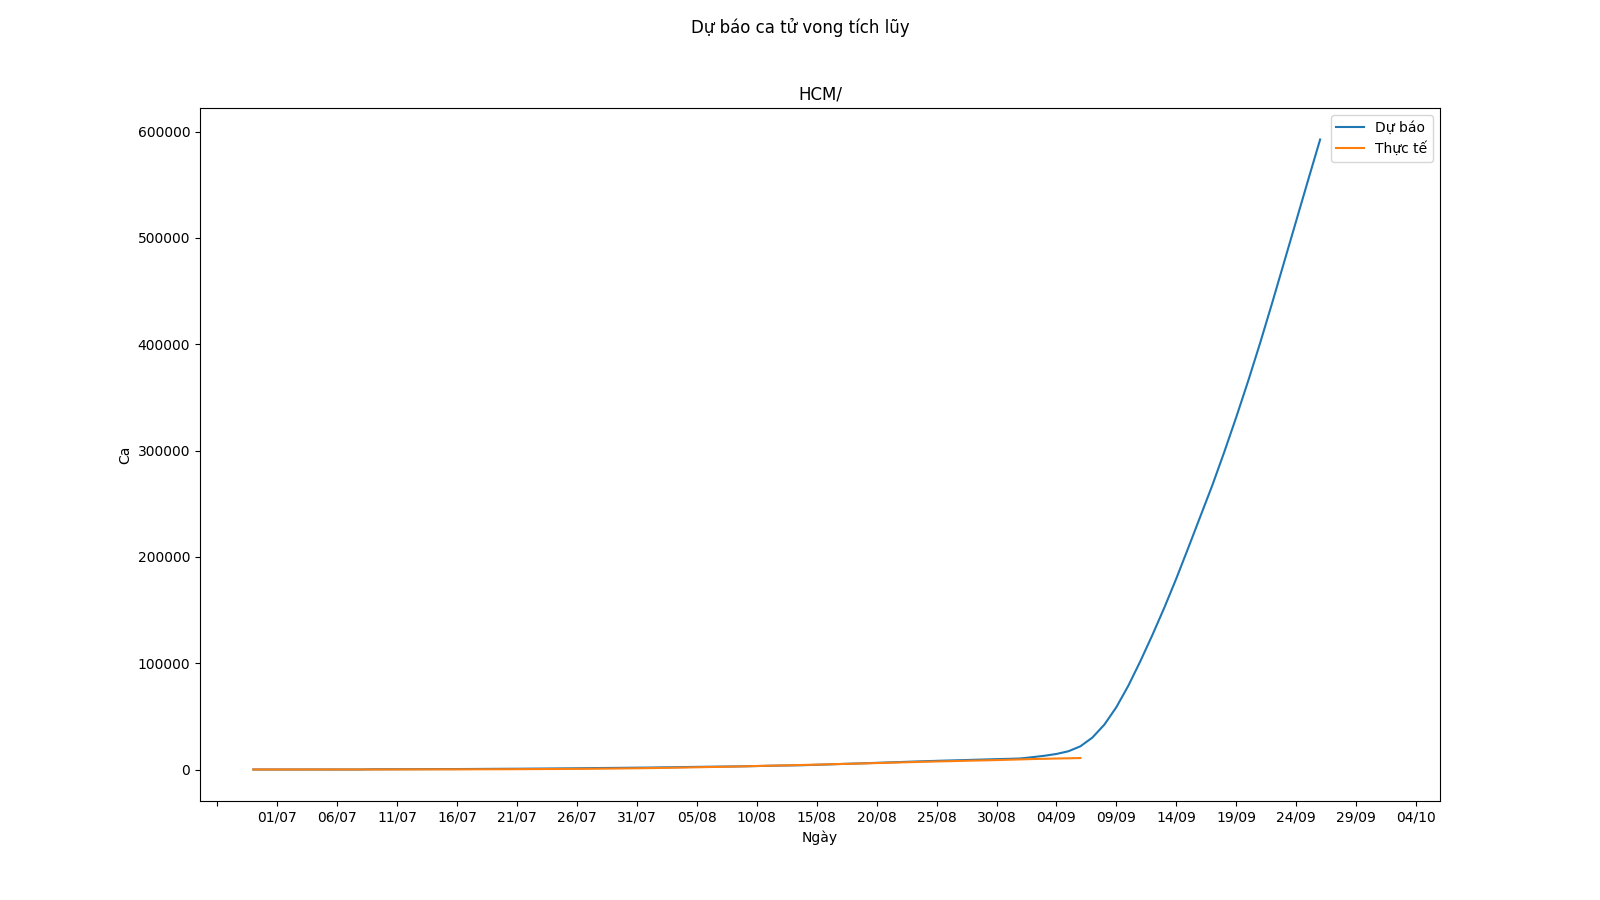 Dự báo ca tử vong tích lũy
HCM/
Dự báo
Thực tế
600000
500000
400000
300000
200000
100000
0
Ca
01/07 06/07 11/07 16/07 21/07 26/07 31/07 05/08 10/08 15/08 20/08 25/08 30/08 04/09 09/09 14/09 19/09 24/09 29/09 04/10
Ngày